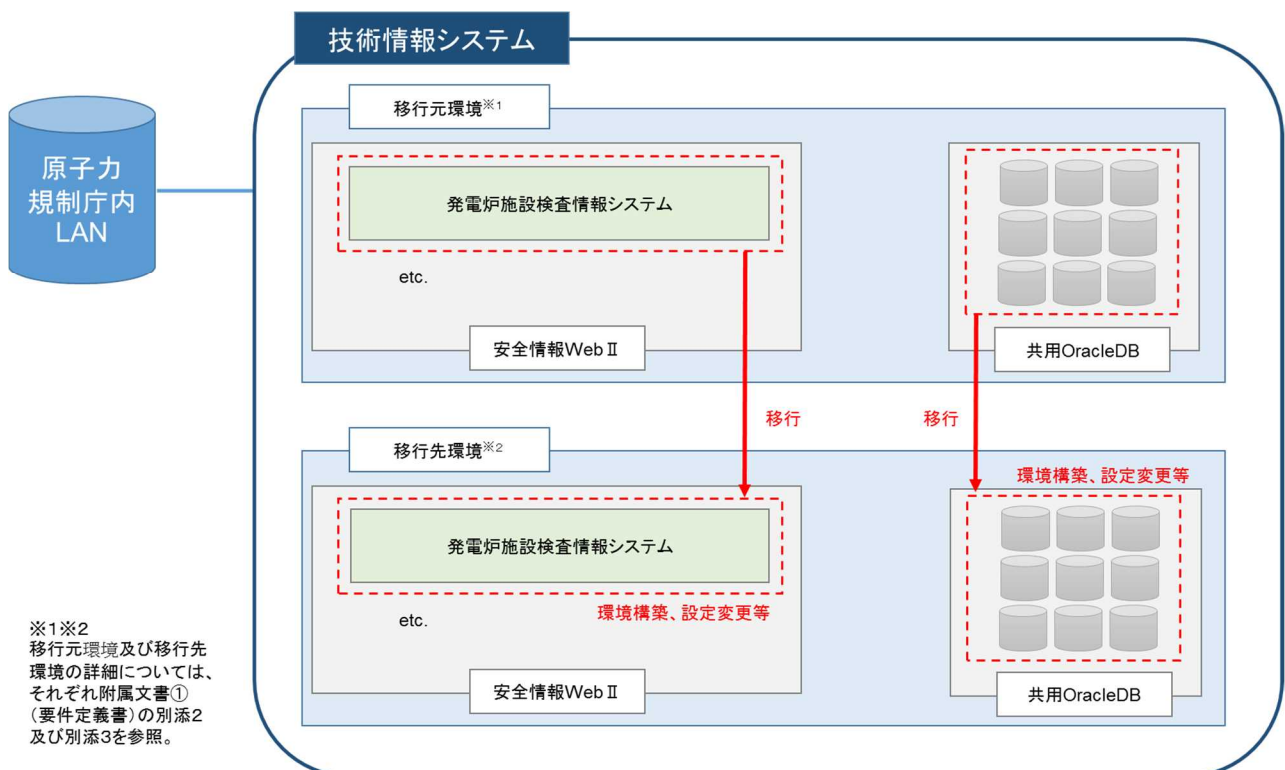 技術情報システム
原子力
規制庁内
LAN
移行元環境※1
発電炉施設検査情報システム
etc.
安全情報WebⅡ
共用OracleDB
移行
移行
移行先環境※2
環境構築、設定変更等
発電炉施設検査情報システム
環境構築、設定変更等
etc.
安全情報WebⅡ
共用OracleDB
※1※2
移行元環境及び移行先
環境の詳細については、
それぞれ附属文書①
(要件定義書)の別添2
及び別添3を参照。